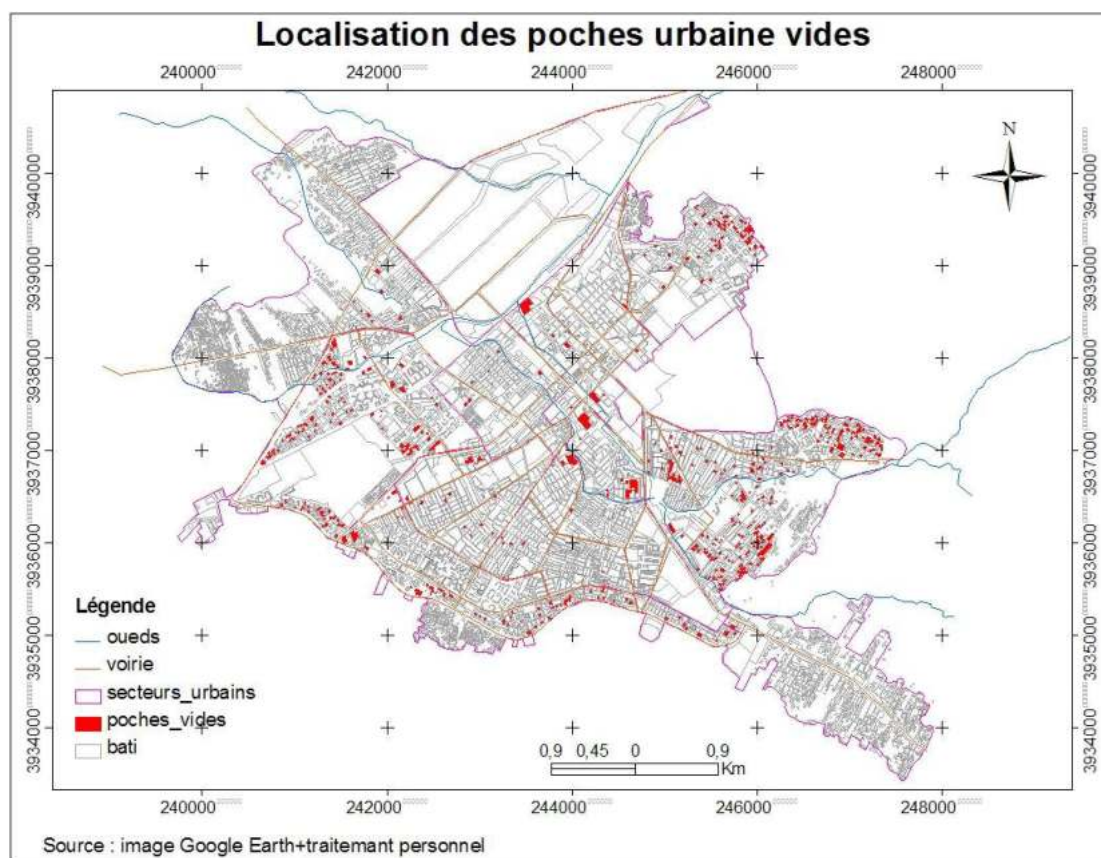 Localisation des poches urbaine vides
240000 242000 244000 246000 248000
N
3940000 3940000
3939000 3939000
3938000 3938000
3937000 3937000
3936000 3936000
3935000 3935000
3934000 3934000
Légende
oueds
voirie
secteurs_urbains
poches_vides
bati
0,9 0,45 0 0,9
Km
240000 242000 244000 246000 248000
Source : image Google Earth+traitement personnel